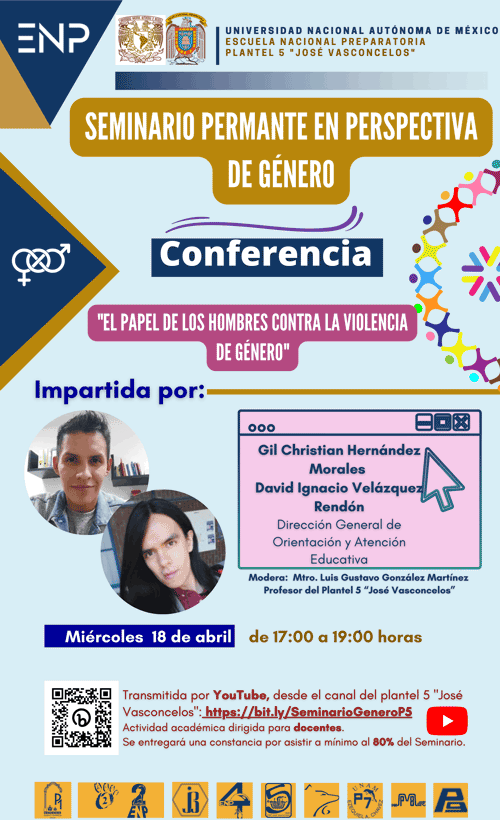 ENP
UNIVERSIDAD NACIONAL AUTÓNOMA DE MÉXICO
ESCUELA NACIONAL PREPARATORIA
PLANTEL 5 "JOSÉ VASCONCELOS"
SEMINARIO PERMANTE EN PERSPECTIVA
DE GÉNERO
Conferencia
"EL PAPEL DE LOS HOMBRES CONTRA LA VIOLENCIA
DE GÉNERO"
Impartida por:
Gil Christian Hernández
Morales
David Ignacio Velázquez
Rendón
Dirección General de
Orientación y Atención
Educativa
Modera: Mtro. Luis Gustavo González Martínez
Profesor del Plantel 5 "José Vasconcelos"
Miércoles 18 de abril de 17:00 a 19:00 horas
Transmitida por YouTube, desde el canal del plantel 5 "José
Vasconcelos": https://bit.ly/SeminarioGeneroP5
Actividad académica dirigida para docentes.
Se entregará una constancia por asistir a mínimo al 80% del Seminario.